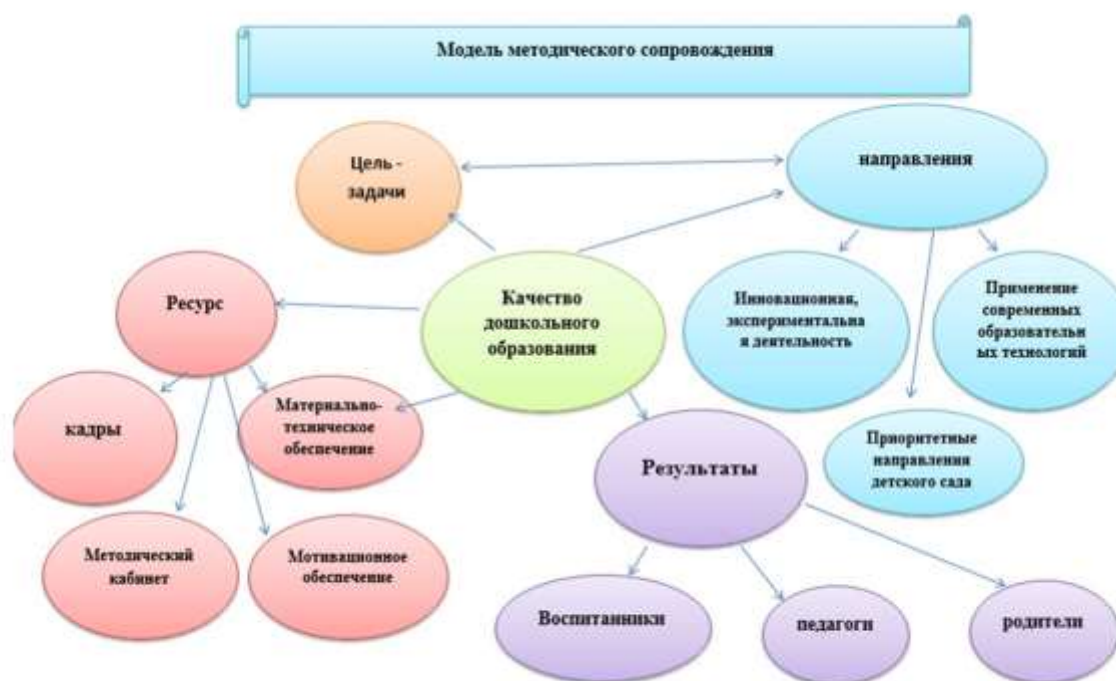 Модель методического сопровождения
Цель -
задачи
направления
Ресурс
Качество
дошкольного
образования
Инновационная,
экспериментальна
я деятельность
Применение
современных
образовательн
ых технологий
кадры
Материально-
техническое
обеспечение
Результаты
Приоритетные
направления
детского сада
Методический
кабинет
Мотивационное
обеспечение
Воспитанники
педагоги
родители